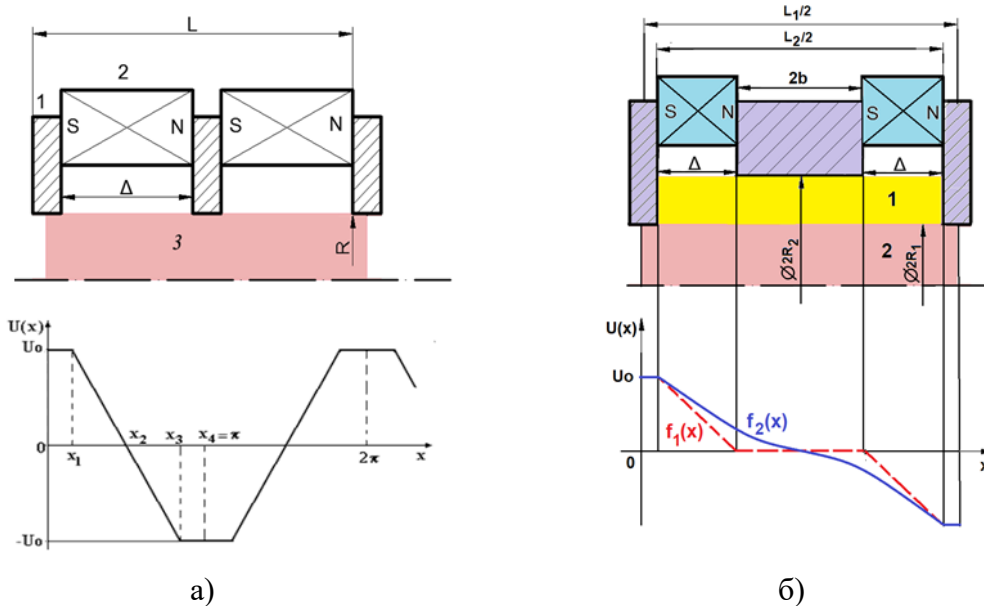 L
2
1
S
N
S
N
Δ
3
R
U(x)
Uo
0
x₁
x₂
x₃
x₄=π
2π
x
-Uo
а)
L₁/2
L₂/2
2b
S
N
S
N
Δ
Δ
1
2
Ø2R₂
Ø2R₁
U(x)
Uo
f₁(x)
f₂(x)
0
x
б)